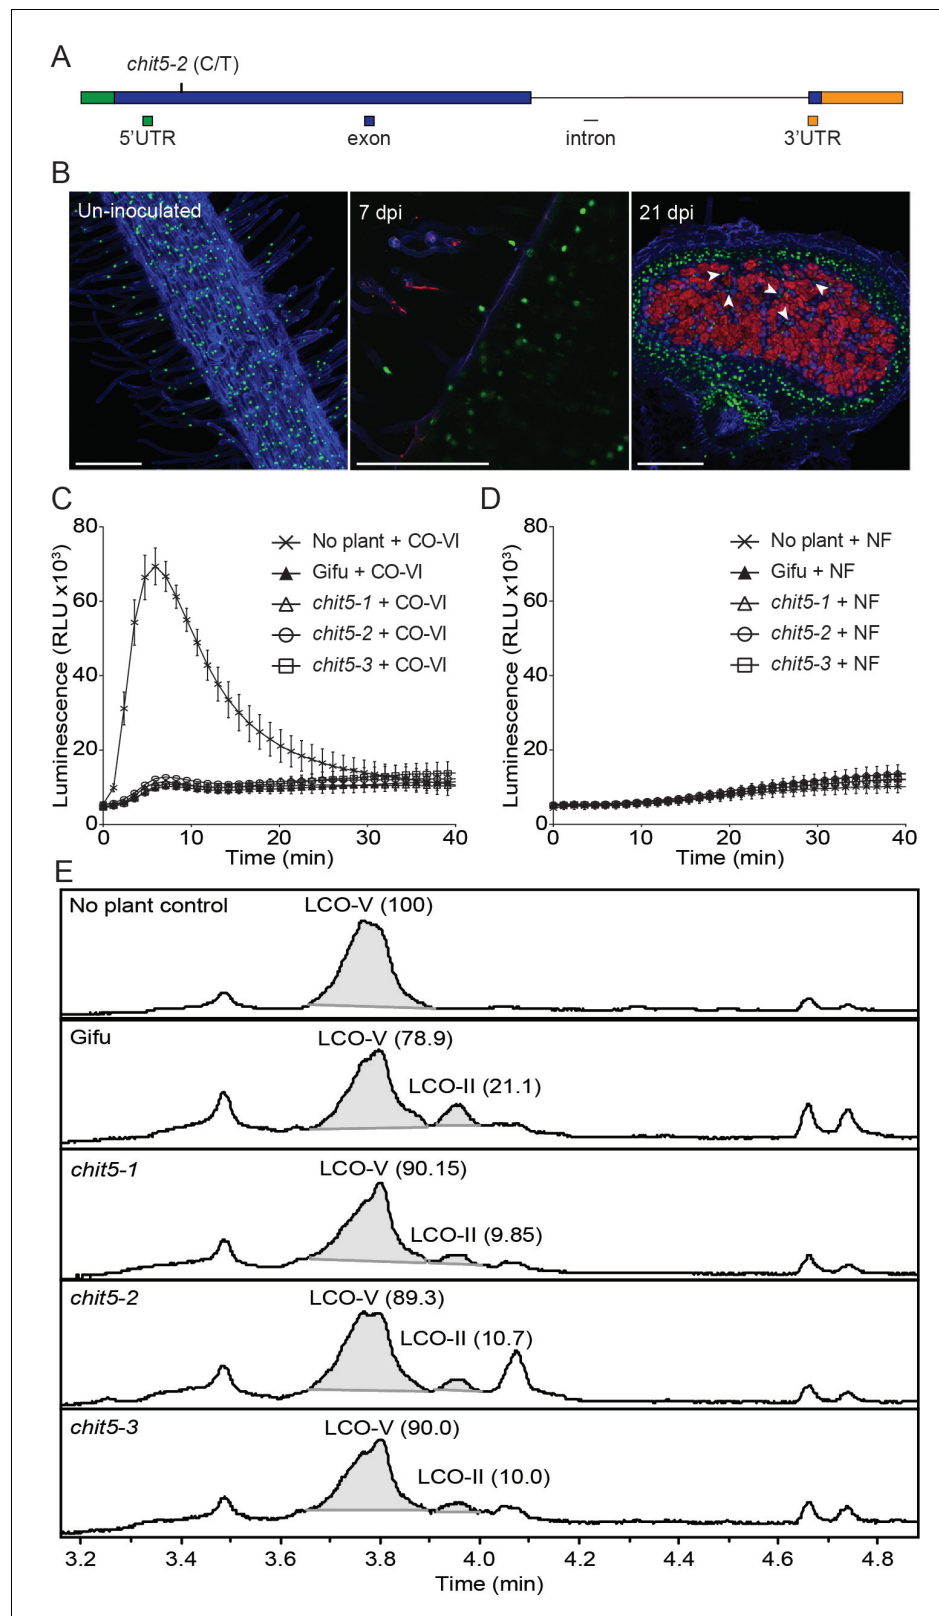 A
chit5-2 (C/T)
5'UTR
exon
intron
3'UTR
B
Un-inoculated
7 dpi
21 dpi
C
Luminescence (RLU x10³)
80
60
40
20
0
0 10 20 30 40
Time (min)
No plant + CO-VI
Gifu + CO-VI
chit5-1 + CO-VI
chit5-2 + CO-VI
chit5-3 + CO-VI
D
Luminescence (RLU x10³)
80
60
40
20
0
0 10 20 30 40
Time (min)
No plant + NF
Gifu + NF
chit5-1 + NF
chit5-2 + NF
chit5-3 + NF
E
No plant control
LCO-V (100)
Gifu
LCO-V (78.9)
LCO-II (21.1)
chit5-1
LCO-V (90.15)
LCO-II (9.85)
chit5-2
LCO-V (89.3)
LCO-II (10.7)
chit5-3
LCO-V (90.0)
LCO-II (10.0)
3.2 3.4 3.6 3.8 4.0 4.2 4.6 4.8
Time (min)